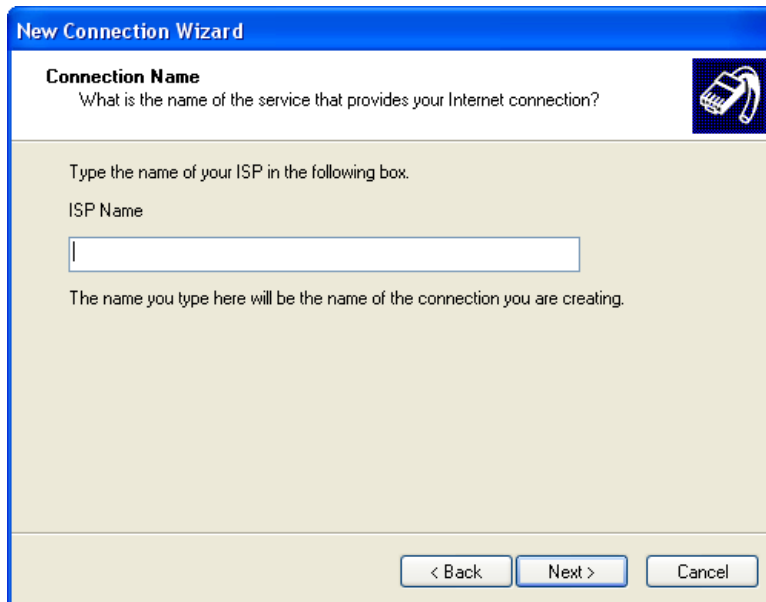 New Connection Wizard
Connection Name
What is the name of the service that provides your Internet connection?
Type the name of your ISP in the following box.
ISP Name
The name you type here will be the name of the connection you are creating.
< Back Next > Cancel